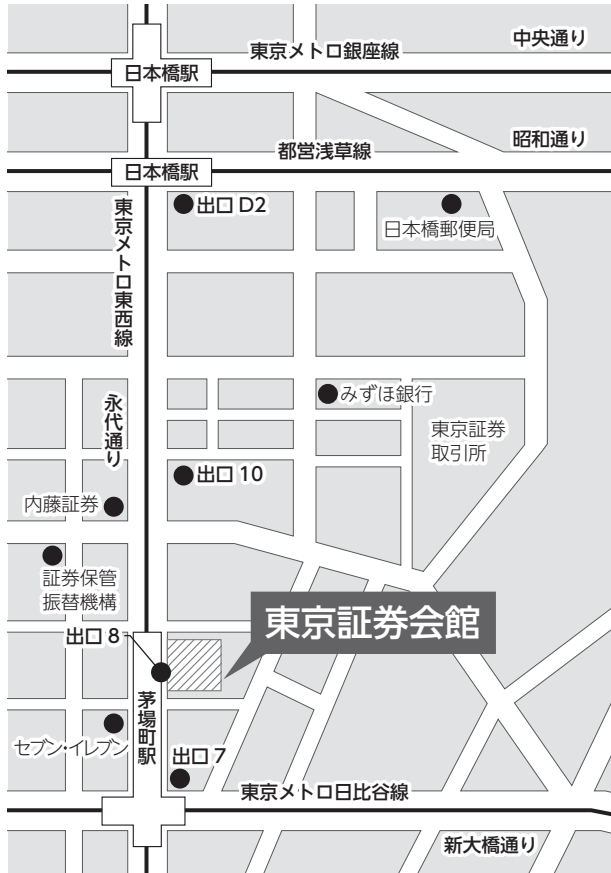 中央通り
東京メトロ銀座線
日本橋駅
昭和通り
都営浅草線
日本橋駅
出口 D2
日本橋郵便局
東京メトロ東西線
みずほ銀行
永代通り
東京証券
取引所
出口 10
内藤証券
証券保管
振替機構
東京証券会館
出口 8
茅場町駅
セブン・イレブン
出口 7
東京メトロ日比谷線
新大橋通り